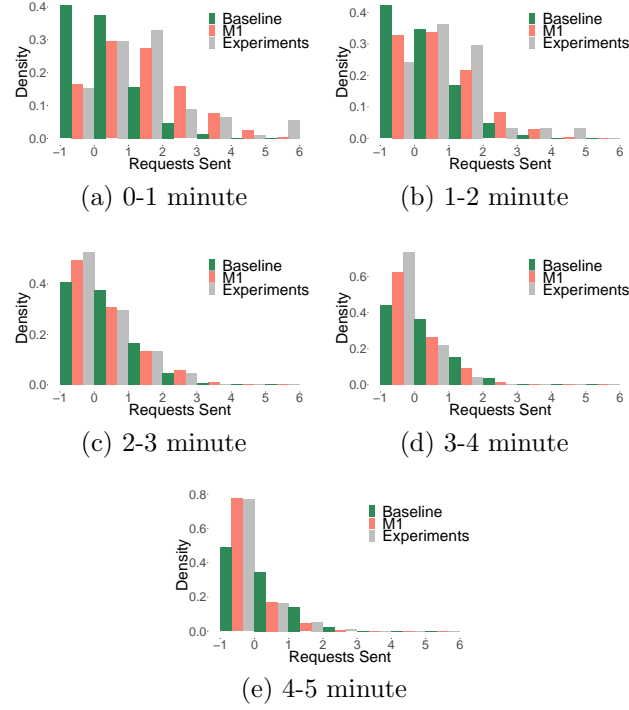 0.4
0.3
0.2
0.1
0.0
Density
Baseline
M1
Experiments
−1 0 1 2 3 4 5 6
Requests Sent
(a) 0-1 minute
0.4
0.3
0.2
0.1
0.0
Density
Baseline
M1
Experiments
−1 0 1 2 3 4 5 6
Requests Sent
(b) 1-2 minute
0.4
0.2
0.0
Density
Baseline
M1
Experiments
−1 0 1 2 3 4 5 6
Requests Sent
(c) 2-3 minute
0.6
0.4
0.2
0.0
Density
Baseline
M1
Experiments
−1 0 1 2 3 4 5 6
Requests Sent
(d) 3-4 minute
0.8
0.6
0.4
0.2
0.0
Density
Baseline
M1
Experiments
−1 0 1 2 3 4 5 6
Requests Sent
(e) 4-5 minute